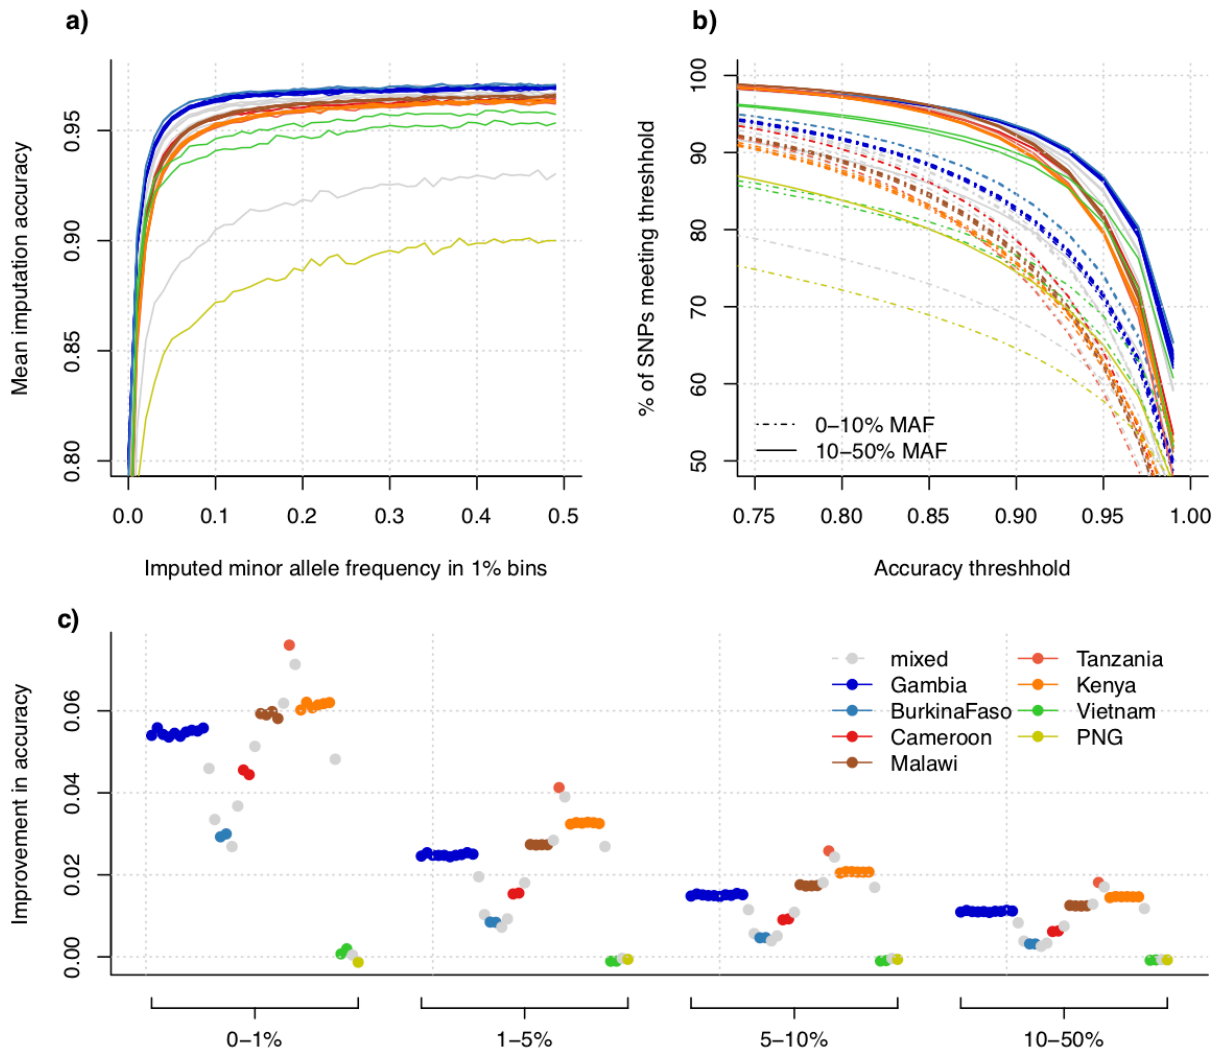 a)
Mean imputation accuracy
0.95
0.90
0.85
0.80
0.0 0.1 0.2 0.3 0.4 0.5
Imputed minor allele frequency in 1% bins
b)
% of SNPs meeting threshhold
100
90
80
70
60
50
0–10% MAF
10–50% MAF
0.75 0.80 0.85 0.90 0.95 1.00
Accuracy threshhold
c)
Improvement in accuracy
0.06
0.04
0.02
0.00
mixed
Gambia
BurkinaFaso
Cameroon
Malawi
Tanzania
Kenya
Vietnam
PNG
0–1% 1–5% 5–10% 10–50%